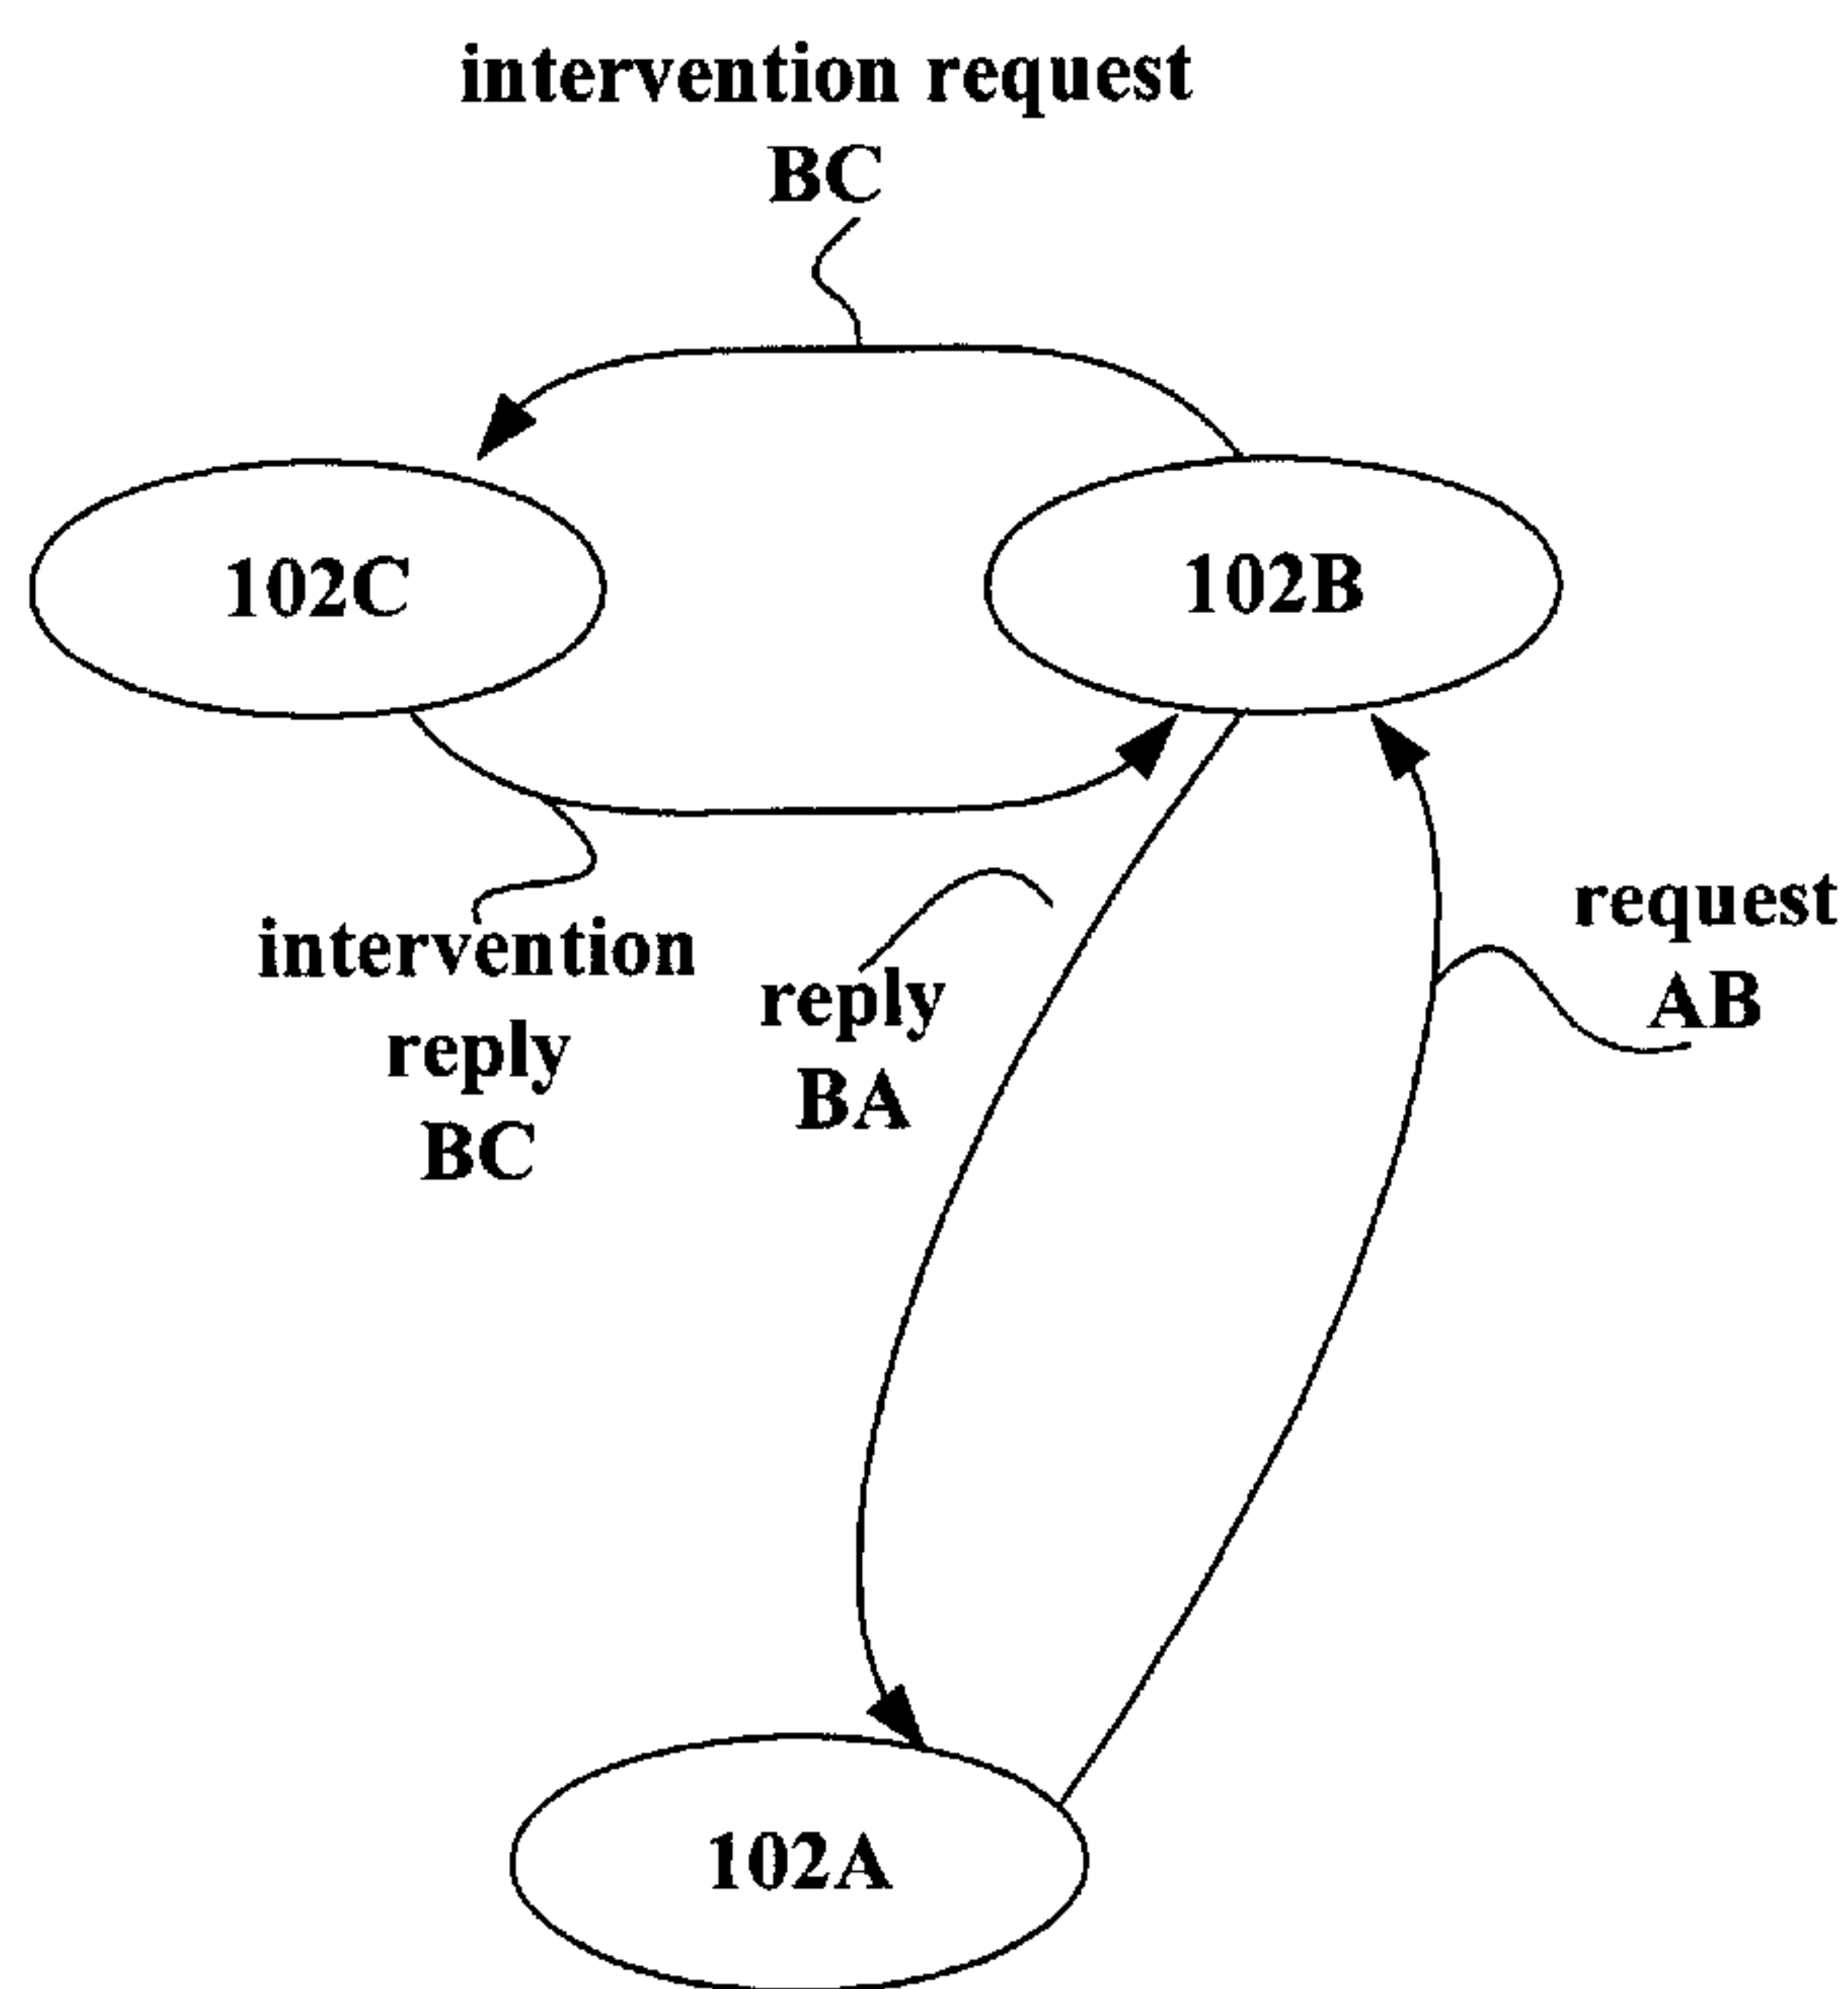 intervention request
BC
102C
102B
intervention
reply
BC
reply
BA
request
AB
102A